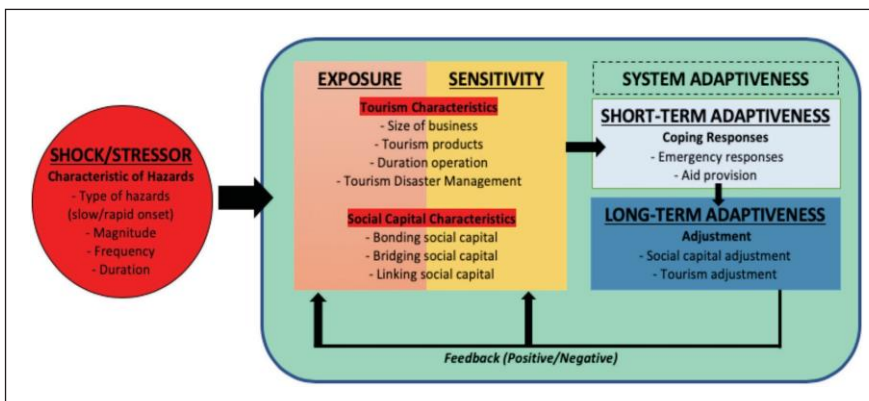 SHOCK/STRESSOR
Characteristic of Hazards
- Type of hazards
(slow/rapid onset)
- Magnitude
- Frequency
- Duration
EXPOSURE
SENSITIVITY
Tourism Characteristics
- Size of business
- Tourism products
- Duration operation
- Tourism Disaster Management
Social Capital Characteristics
- Bonding social capital
- Bridging social capital
- Linking social capital
SYSTEM ADAPTIVENESS
SHORT-TERM ADAPTIVENESS
Coping Responses
- Emergency responses
- Aid provision
LONG-TERM ADAPTIVENESS
Adjustment
- Social capital adjustment
- Tourism adjustment
Feedback (Positive/Negative)